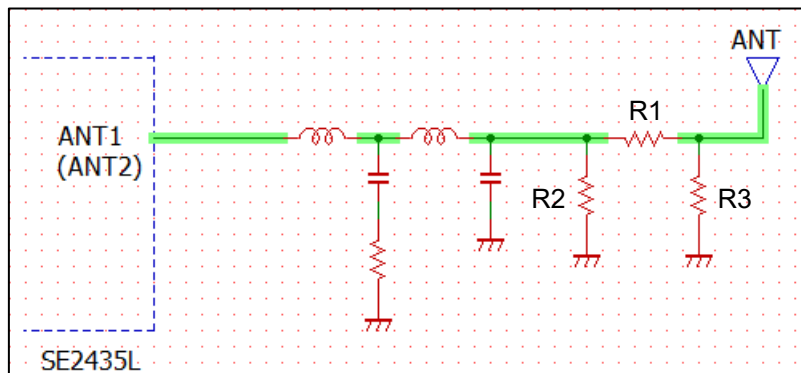 ANT
R1
ANT1
(ANT2)
R2
R3
SE2435L